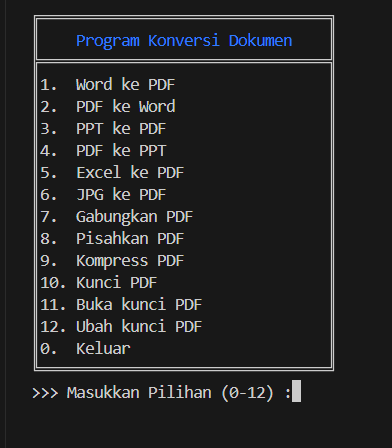 Program Konversi Dokumen
1. Word ke PDF
2. PDF ke Word
3. PPT ke PDF
4. PDF ke PPT
5. Excel ke PDF
6. JPG ke PDF
7. Gabungkan PDF
8. Pisahkan PDF
9. Kompress PDF
10. Kunci PDF
11. Buka kunci PDF
12. Ubah kunci PDF
0. Keluar
>>> Masukkan Pilihan (0-12) :